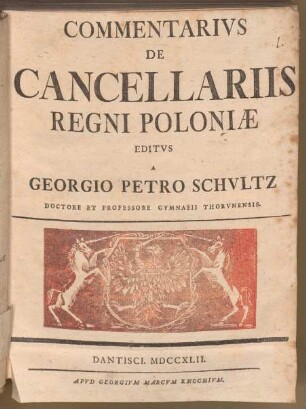 COMMENTARIVS
1.
DE
CANCELLARIIS
REGNI POLONIÆ
EDITVS
A
GEORGIO PETRO SCHVLTZ
DOCTORE ET PROFESSORE GYMNASII THORVNENSIS.
DANTISCI. MDCCXLII.
APVD GEORGIVM MARCVM KNOCHIVM.